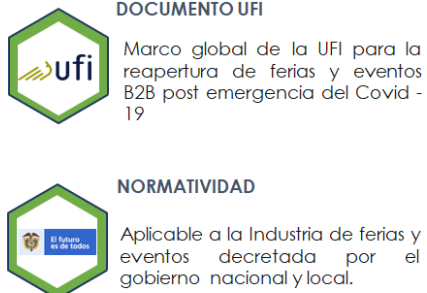 DOCUMENTO UFI
ufi
Marco global de la UFI para la
reapertura de ferias y eventos
B2B post emergencia del Covid -
19
NORMATIVIDAD
El futuro
es de todos
Aplicable a la Industria de ferias y
eventos decretada por el
gobierno nacional y local.